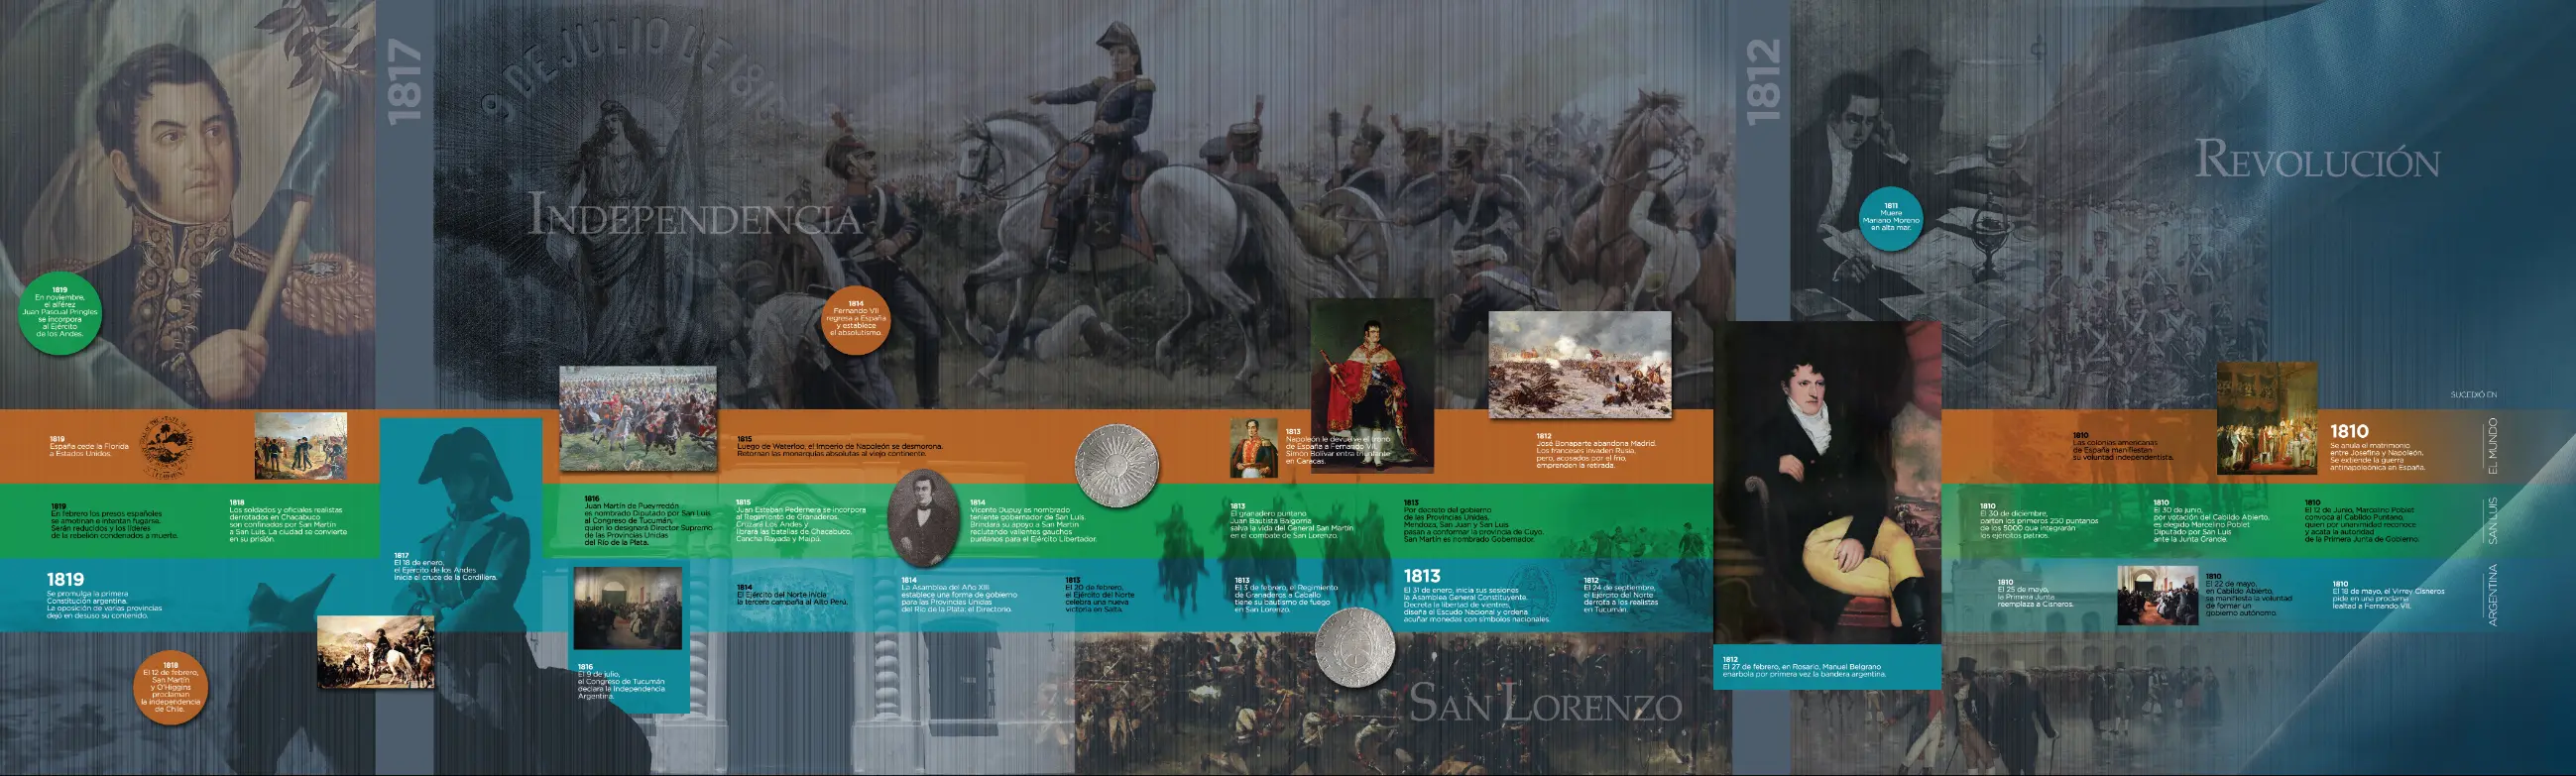 1817
9 DE JULIO DE 1816
INDEPENDENCIA
1812
REVOLUCIÓN
1811
Muere
Mariano Moreno
en alta mar.
1819
En noviembre,
el alférez
Juan Pascual Pringles
se incorpora
al Ejército
de los Andes.
1814
Fernando VII
regresa a España
y establece
el absolutismo.
SUCEDIÓ EN
EL MUNDO
1819
España cede la Florida
a Estados Unidos.
1815
Luego de Waterloo, el Imperio de Napoleón se desmorona.
Retornan las monarquías absolutas al viejo continente.
1813
Napoleón le devuelve el trono
de España a Fernando VII.
Simón Bolívar entra triunfante
en Caracas.
1812
José Bonaparte abandona Madrid.
Los franceses invaden Rusia,
pero, acosados por el frío,
emprenden la retirada.
1810
Las colonias americanas
de España manifiestan
su voluntad independentista.
1810
Se anula el matrimonio
entre Josefina y Napoleón.
Se extiende la guerra
antinapoleónica en España.
SAN LUIS
1819
En febrero los presos españoles
se amotinan e intentan fugarse.
Serán reducidos y los líderes
de la rebelión condenados a muerte.
1818
Los soldados y oficiales realistas
derrotados en Chacabuco
son confinados por San Martín
a San Luis. La ciudad se convierte
en su prisión.
1816
Juan Martín de Pueyrredón
es nombrado Diputado por San Luis
al Congreso de Tucumán,
quien lo designará Director Supremo
de las Provincias Unidas
del Río de la Plata.
1815
Juan Esteban Pedernera se incorpora
al Regimiento de Granaderos.
Cruzará Los Andes y
librará las batallas de Chacabuco,
Cancha Rayada y Maipú.
1814
Vicente Dupuy es nombrado
teniente gobernador de San Luis.
Brindará su apoyo a San Martín
reclutando valientes gauchos
puntanos para el Ejército Libertador.
1813
El granadero puntano
Juan Bautista Baigorria
salva la vida del General San Martín
en el combate de San Lorenzo.
1813
Por decreto del gobierno
de las Provincias Unidas,
Mendoza, San Juan y San Luis
pasan a conformar la provincia de Cuyo.
San Martín es nombrado Gobernador.
1810
El 30 de diciembre,
parten los primeros 250 puntanos
de los 5000 que integrarán
los ejércitos patrios.
1810
El 30 de junio,
por votación del Cabildo Abierto,
es elegido Marcelino Poblet
Diputado por San Luis
ante la Junta Grande.
1810
El 12 de Junio, Marcelino Poblet
convoca al Cabildo Puntano,
quien por unanimidad reconoce
y acata la autoridad
de la Primera Junta de Gobierno.
ARGENTINA
1819
Se promulga la primera
Constitución argentina.
La oposición de varias provincias
dejó en desuso su contenido.
1817
El 18 de enero,
el Ejército de los Andes
inicia el cruce de la Cordillera.
1814
El Ejército del Norte inicia
la tercera campaña al Alto Perú.
1814
La Asamblea del Año XIII
establece una forma de gobierno
para las Provincias Unidas
del Río de la Plata: el Directorio.
1813
El 20 de febrero,
el Ejército del Norte
celebra una nueva
victoria en Salta.
1813
El 3 de febrero, el Regimiento
de Granaderos a Caballo
tiene su bautismo de fuego
en San Lorenzo.
1813
El 31 de enero, inicia sus sesiones
la Asamblea General Constituyente.
Decreta la libertad de vientres,
diseña el Escudo Nacional y ordena
acuñar monedas con símbolos nacionales.
1812
El 24 de septiembre,
el Ejército del Norte
derrota a los realistas
en Tucumán.
1810
El 25 de mayo,
la Primera Junta
reemplaza a Cisneros.
1810
El 22 de mayo,
en Cabildo Abierto,
se manifiesta la voluntad
de formar un
gobierno autónomo.
1810
El 18 de mayo, el Virrey Cisneros
pide en una proclama
lealtad a Fernando VII.
1818
El 12 de febrero,
San Martín
y O'Higgins
proclaman
la independencia
de Chile.
1816
El 9 de julio,
el Congreso de Tucumán
declara la Independencia
Argentina.
1812
El 27 de febrero, en Rosario, Manuel Belgrano
enarbola por primera vez la bandera argentina.
SAN LORENZO